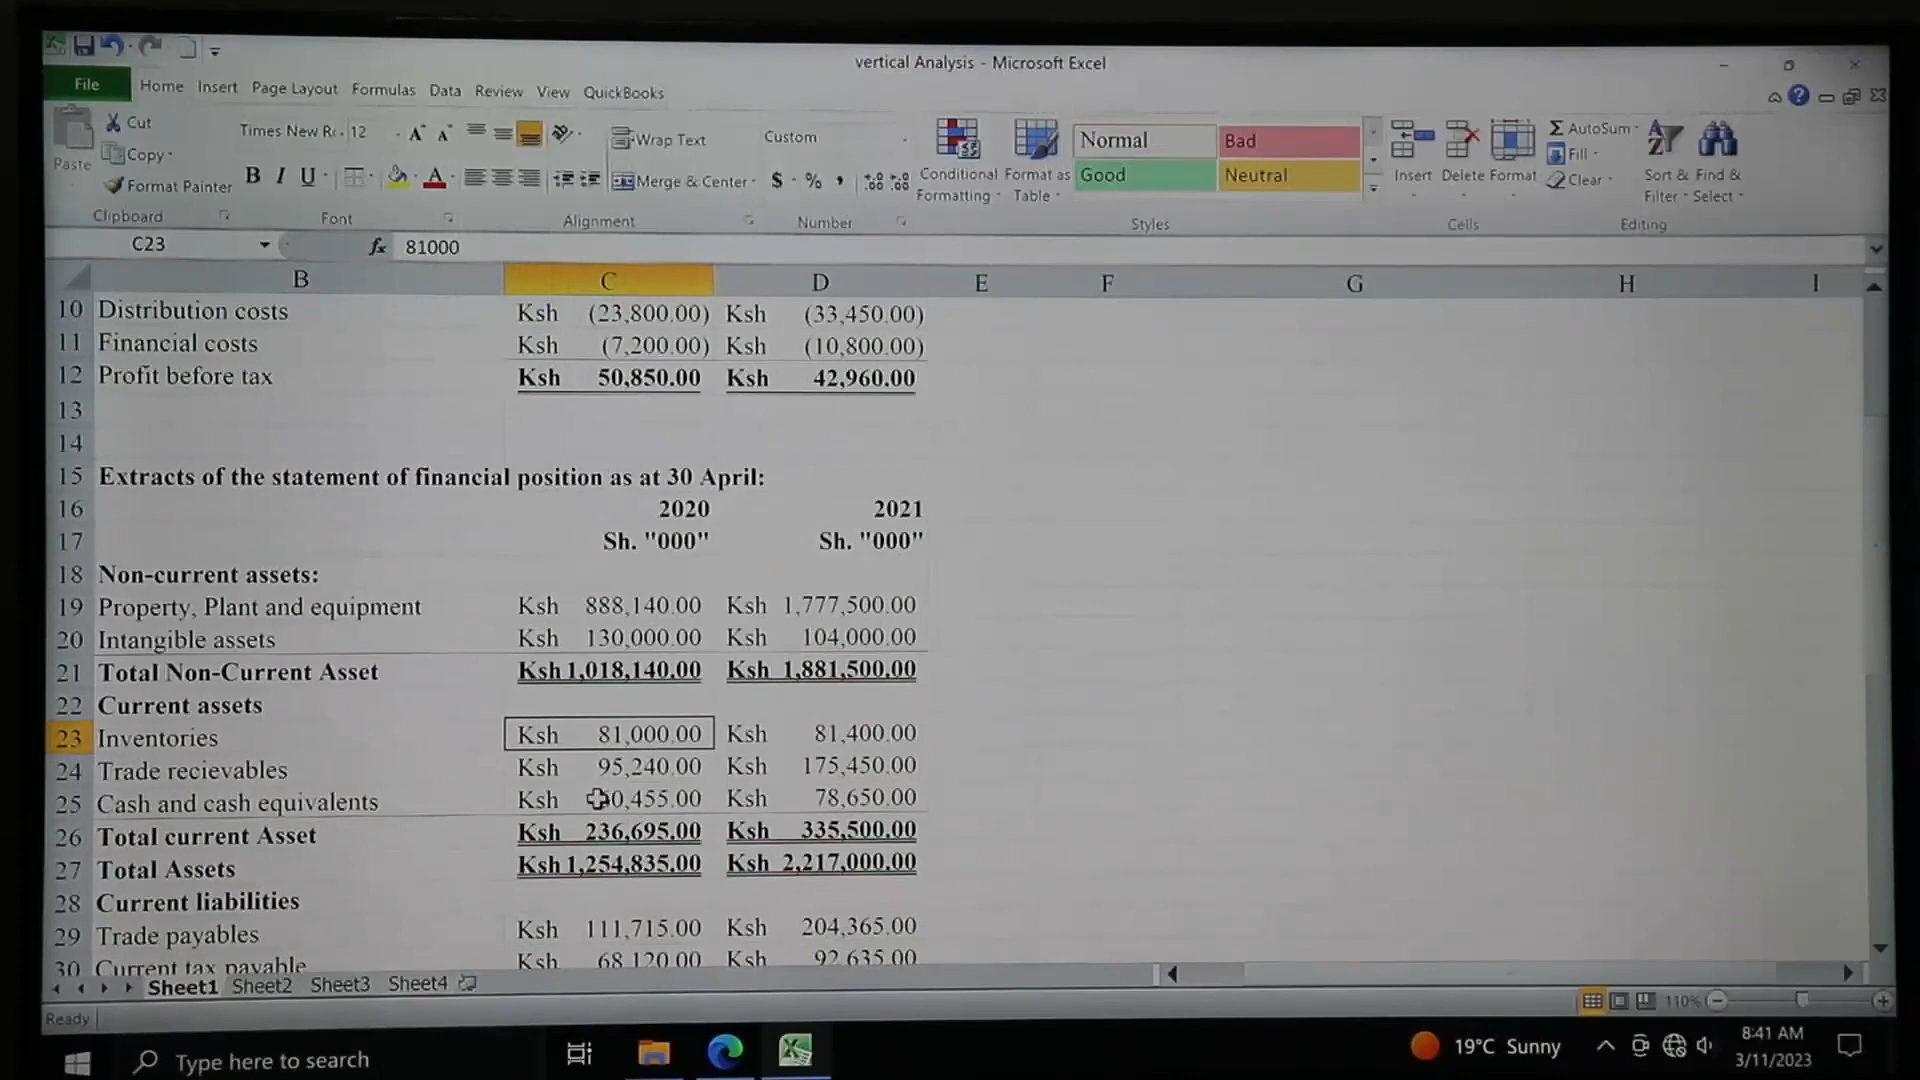 vertical Analysis - Microsoft Excel
File Home Insert Page Layout Formulas Data Review View QuickBooks
Paste
Cut
Copy
Format Painter
Clipboard
Times New R 12
B I U
Font
Wrap Text
Merge & Center
Alignment
Custom
$ % ,
Number
Conditional Formatting
Format as Table
Normal Bad
Good Neutral
Styles
Insert Delete Format
Cells
Σ AutoSum
Fill
Clear
Sort & Filter
Find & Select
Editing
C23 fx 81000
B C D E F G H I
10 Distribution costs Ksh (23,800.00) Ksh (33,450.00)
11 Financial costs Ksh (7,200.00) Ksh (10,800.00)
12 Profit before tax Ksh 50,850.00 Ksh 42,960.00
13
14
15 Extracts of the statement of financial position as at 30 April:
16 2020 2021
17 Sh. "000" Sh. "000"
18 Non-current assets:
19 Property, Plant and equipment Ksh 888,140.00 Ksh 1,777,500.00
20 Intangible assets Ksh 130,000.00 Ksh 104,000.00
21 Total Non-Current Asset Ksh 1,018,140.00 Ksh 1,881,500.00
22 Current assets
23 Inventories Ksh 81,000.00 Ksh 81,400.00
24 Trade recievables Ksh 95,240.00 Ksh 175,450.00
25 Cash and cash equivalents Ksh Ksh 78,650.00
26 Total current Asset Ksh 236,695.00 Ksh 335,500.00
27 Total Assets Ksh 1,254,835.00 Ksh 2,217,000.00
28 Current liabilities
29 Trade payables Ksh 111,715.00 Ksh 204,365.00
30 Current tax payable Ksh 68,120.00 Ksh 92,635.00
Sheet1 Sheet2 Sheet3 Sheet4
Ready 110%
Type here to search
19°C Sunny
8:41 AM
3/11/2023